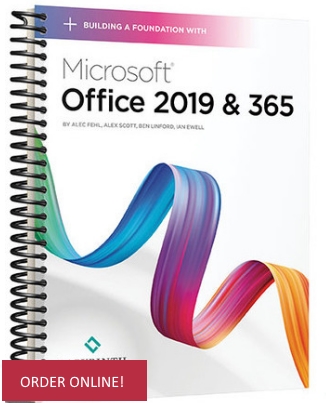 + BUILDING A FOUNDATION WITH
Microsoft®
Office 2019 & 365
BY ALEC FEHL, ALEX SCOTT, BEN LINFORD, IAN EWELL
ORDER ONLINE!